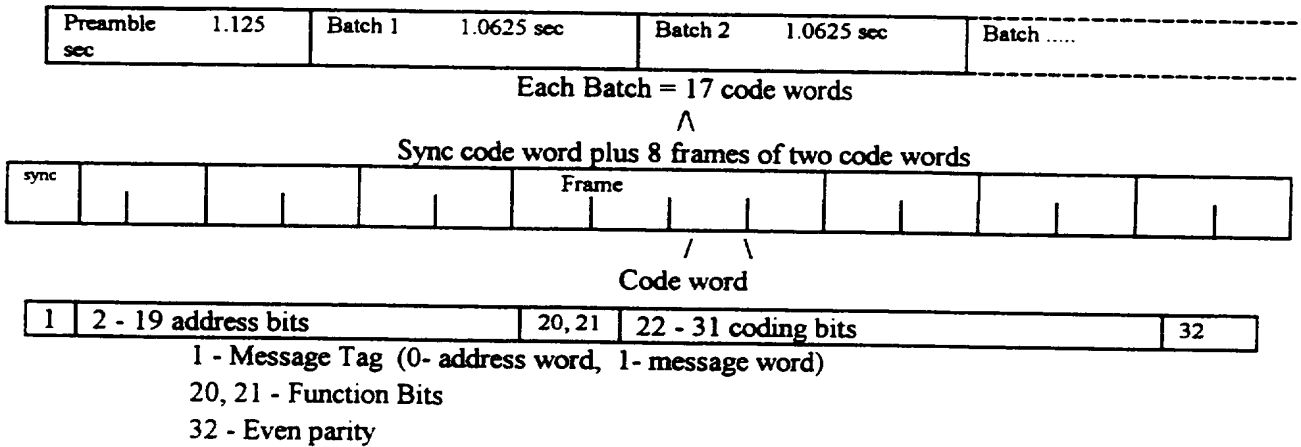 Preamble 1.125 sec
Batch 1 1.0625 sec
Batch 2 1.0625 sec
Batch .....
Each Batch = 17 code words
Sync code word plus 8 frames of two code words
sync
Frame
Code word
1
2 - 19 address bits
20, 21
22 - 31 coding bits
32
1 - Message Tag (0- address word, 1- message word)
20, 21 - Function Bits
32 - Even parity